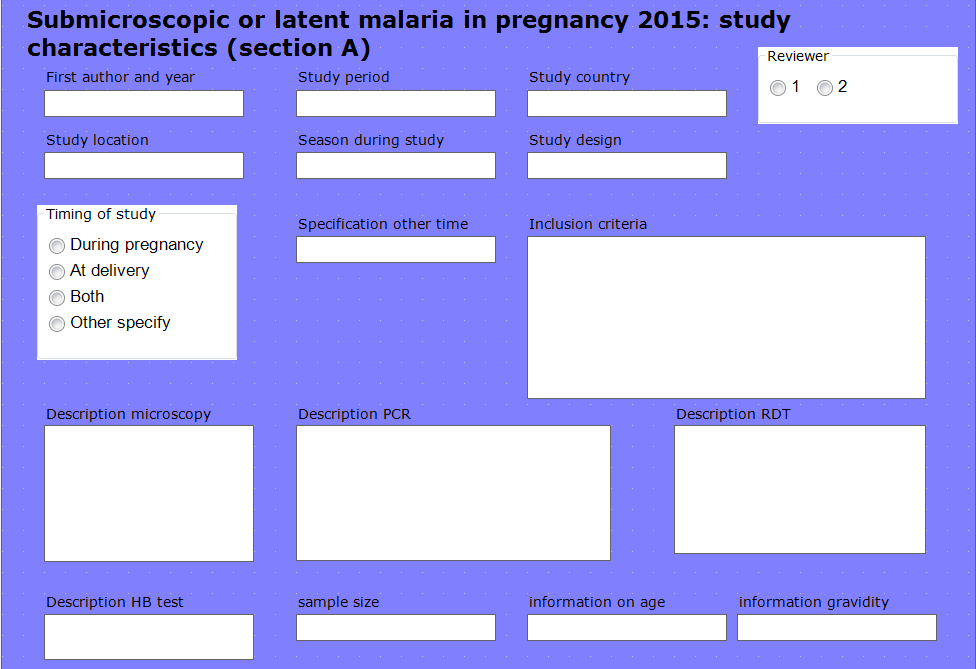 Submicroscopic or latent malaria in pregnancy 2015: study
characteristics (section A)
Reviewer
1 2
First author and year
Study period
Study country
Study location
Season during study
Study design
Timing of study
During pregnancy
At delivery
Both
Other specify
Specification other time
Inclusion criteria
Description microscopy
Description PCR
Description RDT
Description HB test
sample size
information on age
information gravidity